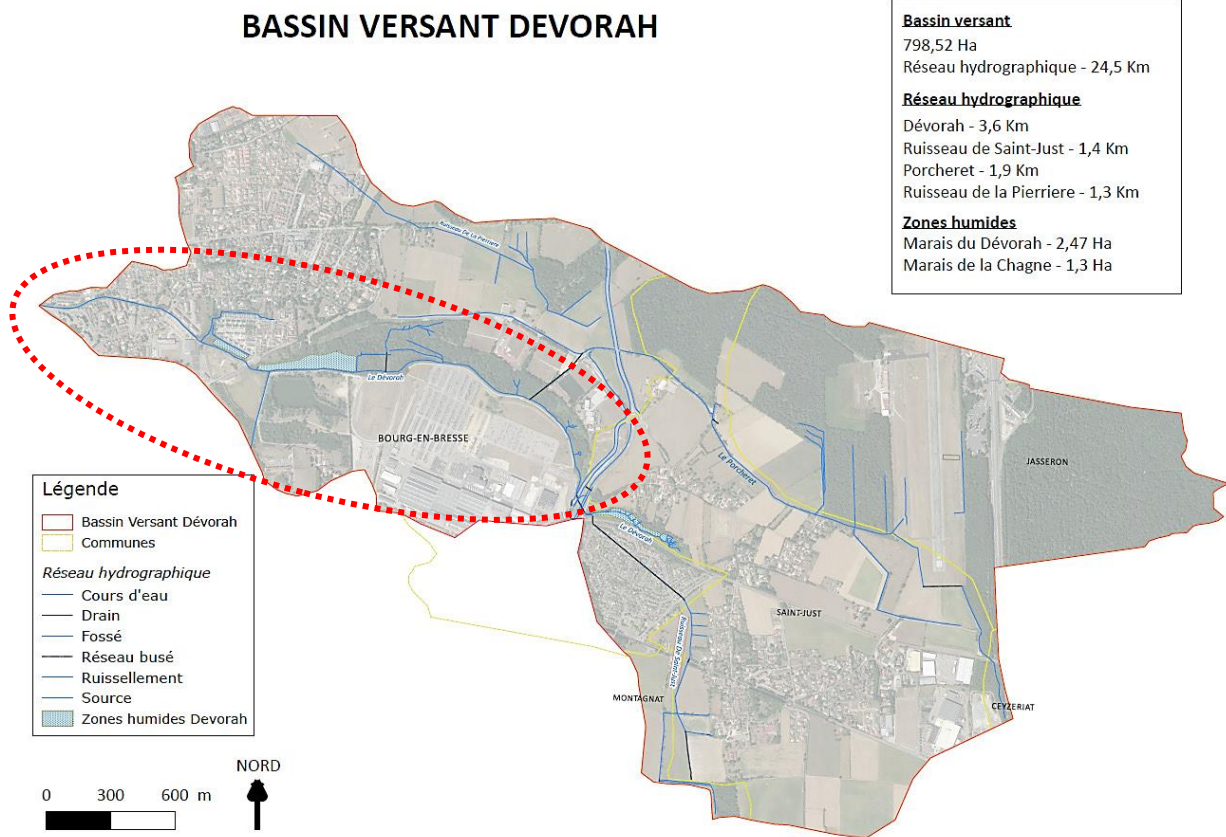 BASSIN VERSANT DEVORAH
Bassin versant
798,52 Ha
Réseau hydrographique - 24,5 Km
Réseau hydrographique
Dévorah - 3,6 Km
Ruisseau de Saint-Just - 1,4 Km
Porcheret - 1,9 Km
Ruisseau de la Pierriere - 1,3 Km
Zones humides
Marais du Dévorah - 2,47 Ha
Marais de la Chagne - 1,3 Ha
Ruisseau De La Pierriere
Le Dévorah
BOURG-EN-BRESSE
Le Porcheret
JASSERON
Le Dévorah
SAINT-JUST
Ruisseau De Saint-Just
MONTAGNAT
CEYZERIAT
Légende
Bassin Versant Dévorah
Communes
Réseau hydrographique
Cours d'eau
Drain
Fossé
Réseau busé
Ruissellement
Source
Zones humides Devorah
NORD
0 300 600 m